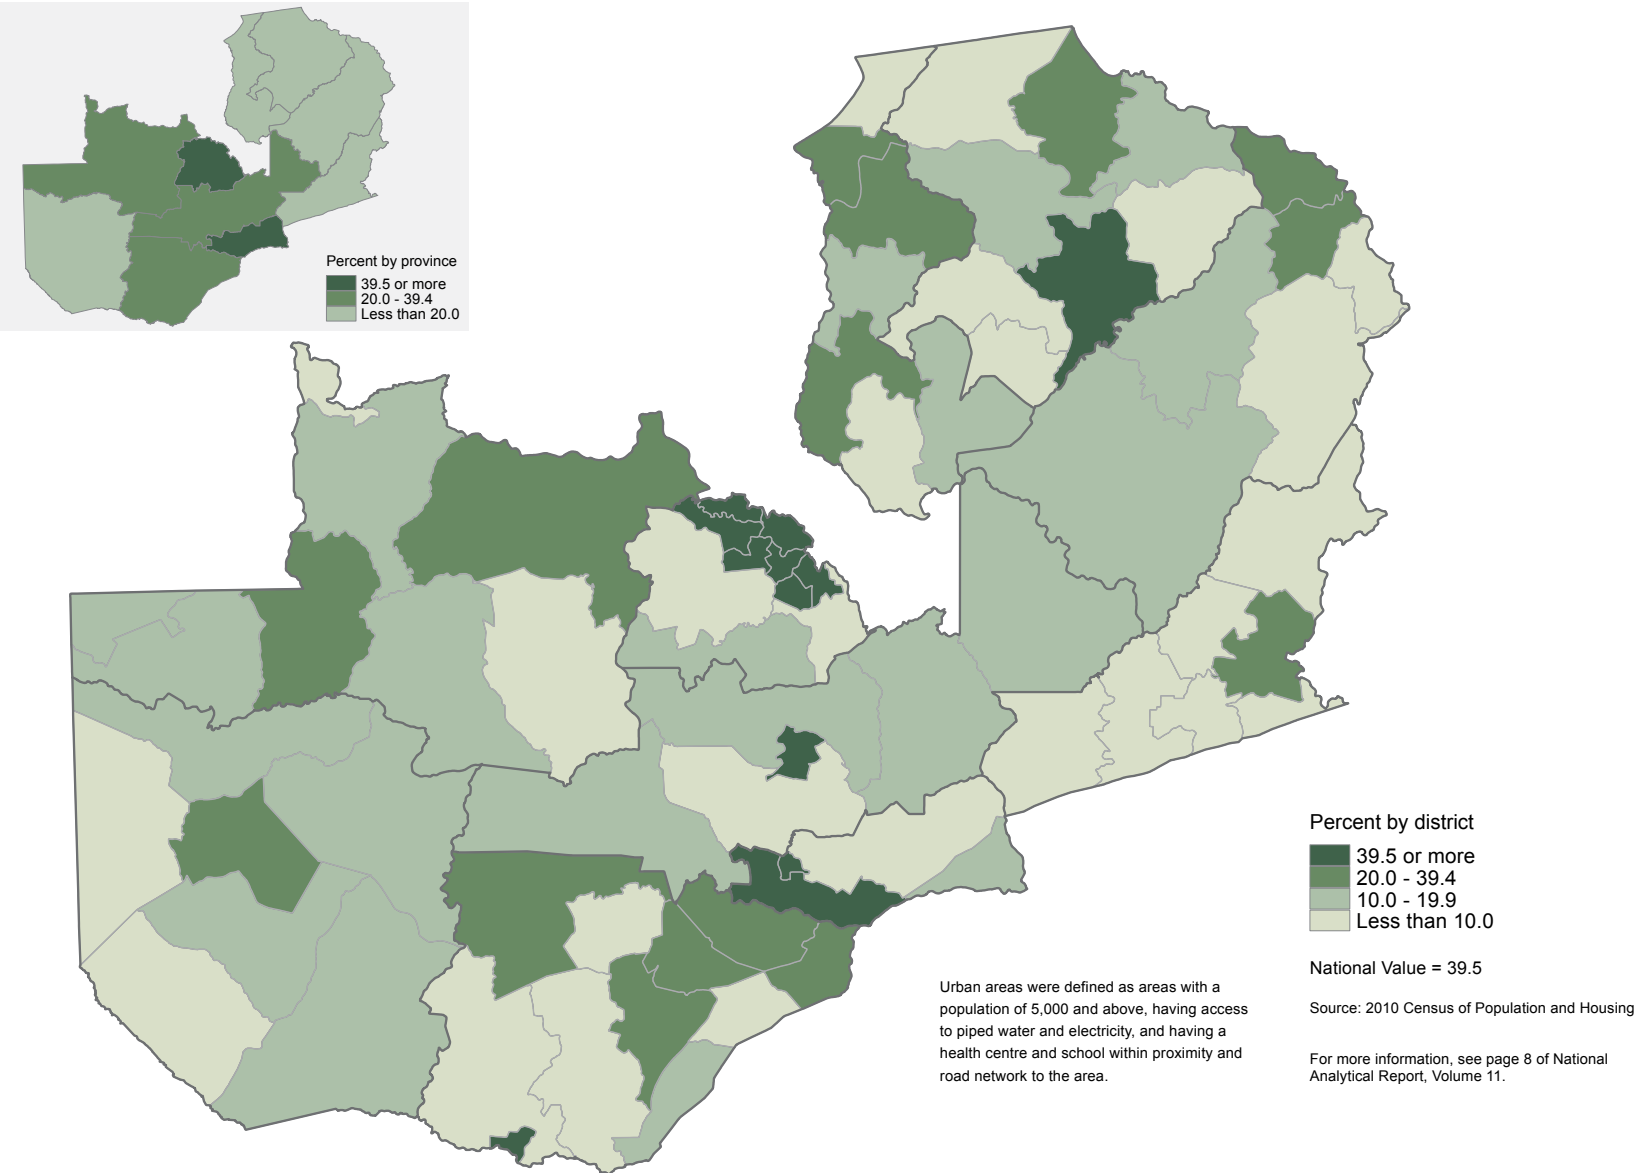 Percent by province
39.5 or more
20.0 - 39.4
Less than 20.0
Percent by district
39.5 or more
20.0 - 39.4
10.0 - 19.9
Less than 10.0
National Value = 39.5
Source: 2010 Census of Population and Housing
For more information, see page 8 of National
Analytical Report, Volume 11.
Urban areas were defined as areas with a
population of 5,000 and above, having access
to piped water and electricity, and having a
health centre and school within proximity and
road network to the area.